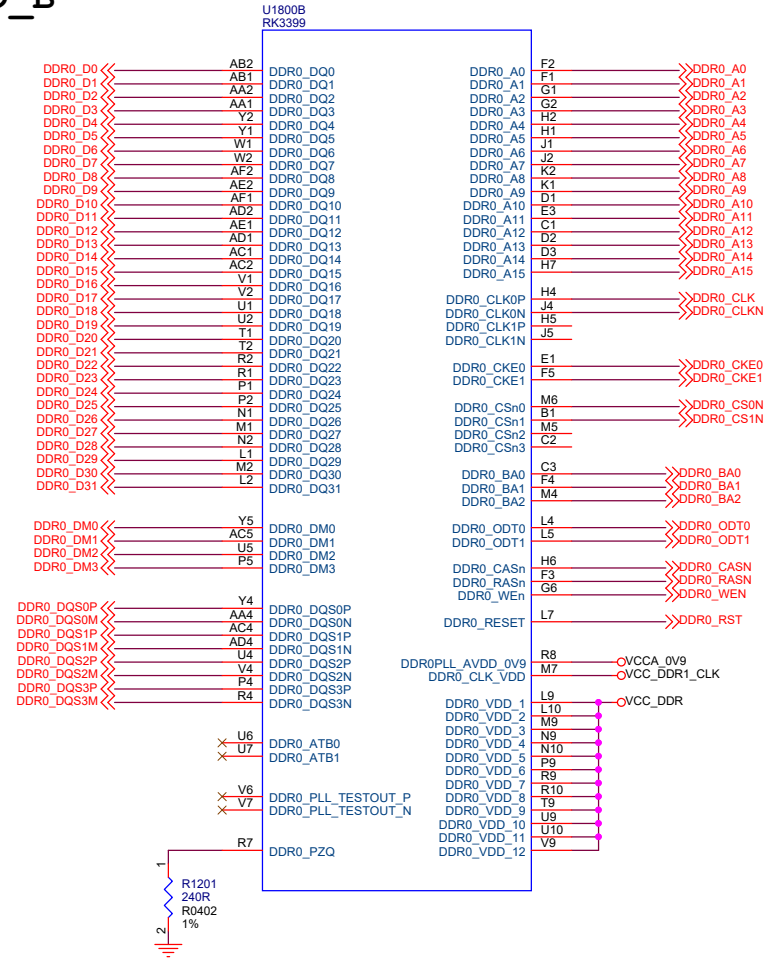 U1800B
RK3399
DDR0_D0 AB2 DDR0_DQ0
DDR0_D1 AB1 DDR0_DQ1
DDR0_D2 AA2 DDR0_DQ2
DDR0_D3 AA1 DDR0_DQ3
DDR0_D4 Y2 DDR0_DQ4
DDR0_D5 Y1 DDR0_DQ5
DDR0_D6 W1 DDR0_DQ6
DDR0_D7 W2 DDR0_DQ7
DDR0_D8 AF2 DDR0_DQ8
DDR0_D9 AE2 DDR0_DQ9
DDR0_D10 AF1 DDR0_DQ10
DDR0_D11 AD2 DDR0_DQ11
DDR0_D12 AE1 DDR0_DQ12
DDR0_D13 AD1 DDR0_DQ13
DDR0_D14 AC1 DDR0_DQ14
DDR0_D15 AC2 DDR0_DQ15
DDR0_D16 V1 DDR0_DQ16
DDR0_D17 V2 DDR0_DQ17
DDR0_D18 U1 DDR0_DQ18
DDR0_D19 U2 DDR0_DQ19
DDR0_D20 T1 DDR0_DQ20
DDR0_D21 T2 DDR0_DQ21
DDR0_D22 R2 DDR0_DQ22
DDR0_D23 R1 DDR0_DQ23
DDR0_D24 P1 DDR0_DQ24
DDR0_D25 P2 DDR0_DQ25
DDR0_D26 N1 DDR0_DQ26
DDR0_D27 M1 DDR0_DQ27
DDR0_D28 N2 DDR0_DQ28
DDR0_D29 L1 DDR0_DQ29
DDR0_D30 M2 DDR0_DQ30
DDR0_D31 L2 DDR0_DQ31
DDR0_DM0 Y5 DDR0_DM0
DDR0_DM1 AC5 DDR0_DM1
DDR0_DM2 U5 DDR0_DM2
DDR0_DM3 P5 DDR0_DM3
DDR0_DQS0P Y4 DDR0_DQS0P
DDR0_DQS0M AA4 DDR0_DQS0N
DDR0_DQS1P AC4 DDR0_DQS1P
DDR0_DQS1M AD4 DDR0_DQS1N
DDR0_DQS2P U4 DDR0_DQS2P
DDR0_DQS2M V4 DDR0_DQS2N
DDR0_DQS3P P4 DDR0_DQS3P
DDR0_DQS3M R4 DDR0_DQS3N
U6 DDR0_ATB0
U7 DDR0_ATB1
V6 DDR0_PLL_TESTOUT_P
V7 DDR0_PLL_TESTOUT_N
R7 DDR0_PZQ
1
R1201
240R
R0402
1%
2
DDR0_A0 F2 DDR0_A0
DDR0_A1 F1 DDR0_A1
DDR0_A2 G1 DDR0_A2
DDR0_A3 G2 DDR0_A3
DDR0_A4 H2 DDR0_A4
DDR0_A5 H1 DDR0_A5
DDR0_A6 J1 DDR0_A6
DDR0_A7 J2 DDR0_A7
DDR0_A8 K2 DDR0_A8
DDR0_A9 K1 DDR0_A9
DDR0_A10 D1 DDR0_A10
DDR0_A11 E3 DDR0_A11
DDR0_A12 C1 DDR0_A12
DDR0_A13 D2 DDR0_A13
DDR0_A14 D3 DDR0_A14
DDR0_A15 H7 DDR0_A15
DDR0_CLK0P H4 DDR0_CLK
DDR0_CLK0N J4 DDR0_CLKN
DDR0_CLK1P H5
DDR0_CLK1N J5
DDR0_CKE0 E1 DDR0_CKE0
DDR0_CKE1 F5 DDR0_CKE1
DDR0_CSn0 M6 DDR0_CS0N
DDR0_CSn1 B1 DDR0_CS1N
DDR0_CSn2 M5
DDR0_CSn3 C2
DDR0_BA0 C3 DDR0_BA0
DDR0_BA1 F4 DDR0_BA1
DDR0_BA2 M4 DDR0_BA2
DDR0_ODT0 L4 DDR0_ODT0
DDR0_ODT1 L5 DDR0_ODT1
DDR0_CASn H6 DDR0_CASN
DDR0_RASn F3 DDR0_RASN
DDR0_WEn G6 DDR0_WEN
DDR0_RESET L7 DDR0_RST
DDR0PLL_AVDD_0V9 R8 VCCA_0V9
DDR0_CLK_VDD M7 VCC_DDR1_CLK
DDR0_VDD_1 L9 VCC_DDR
DDR0_VDD_2 L10
DDR0_VDD_3 M9
DDR0_VDD_4 N9
DDR0_VDD_5 N10
DDR0_VDD_6 P9
DDR0_VDD_7 R9
DDR0_VDD_8 R10
DDR0_VDD_9 T9
DDR0_VDD_10 U9
DDR0_VDD_11 U10
DDR0_VDD_12 V9